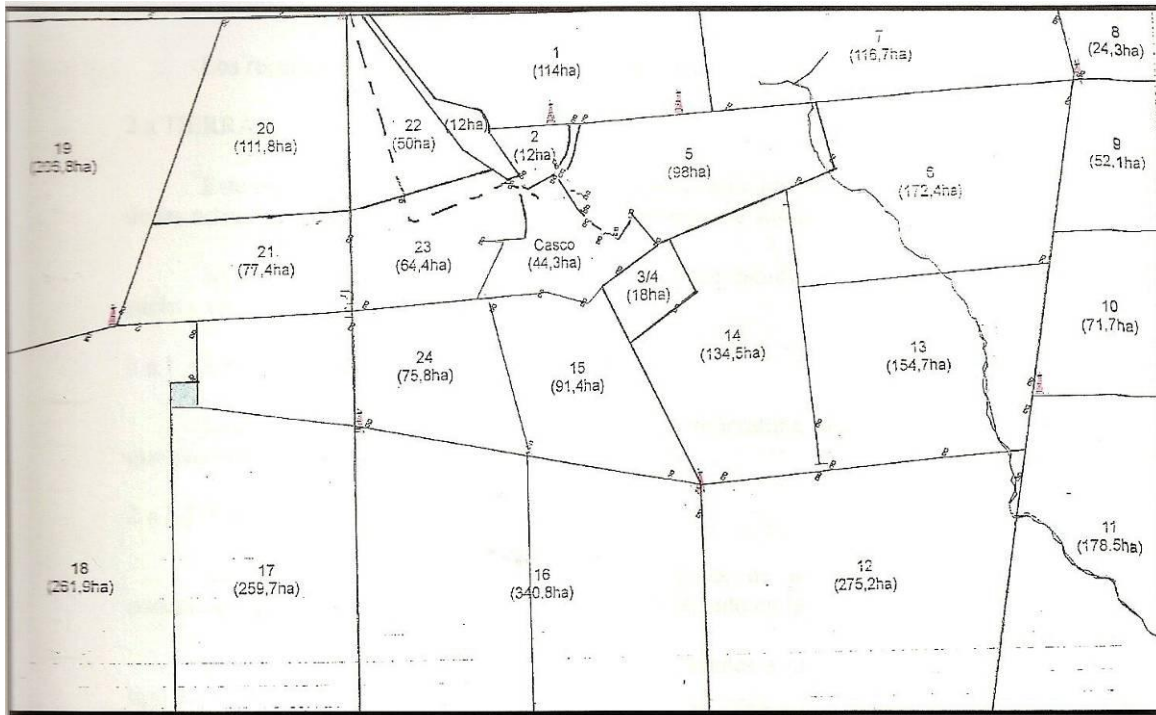 1
(114ha)
7
(116,7ha)
8
(24,3ha)
19
(206,8ha)
20
(111,8ha)
22
(50ha)
(12ha)
2
(12ha)
5
(98ha)
6
(172,4ha)
9
(52,1ha)
21
(77,4ha)
23
(64,4ha)
Casco
(44,3ha)
3/4
(18ha)
10
(71,7ha)
24
(75,8ha)
15
(91,4ha)
14
(134,5ha)
13
(154,7ha)
18
(261,9ha)
17
(259,7ha)
16
(340,8ha)
12
(275,2ha)
11
(178.5ha)